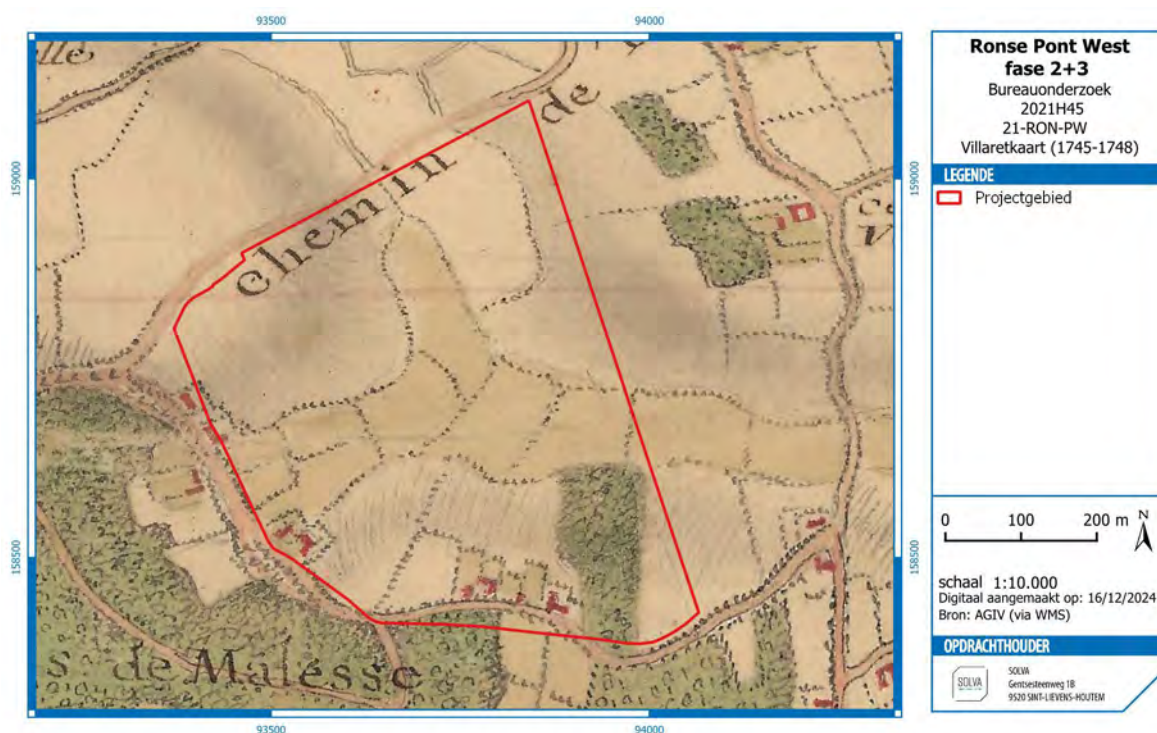 93500
94000
159000
158500
159000
158500
93500
94000
lle
chemin de
s de Malésse
Ronse Pont West
fase 2+3
Bureauonderzoek
2021H45
21-RON-PW
Villaretkaart (1745-1748)
LEGENDE
Projectgebied
0 100 200 m
N
schaal 1:10.000
Digitaal aangemaakt op: 16/12/2024
Bron: AGIV (via WMS)
OPDRACHTHOUDER
SOLVA
SOLVA
Gentsesteenweg 1B
9520 SINT-LIEVENS-HOUTEM